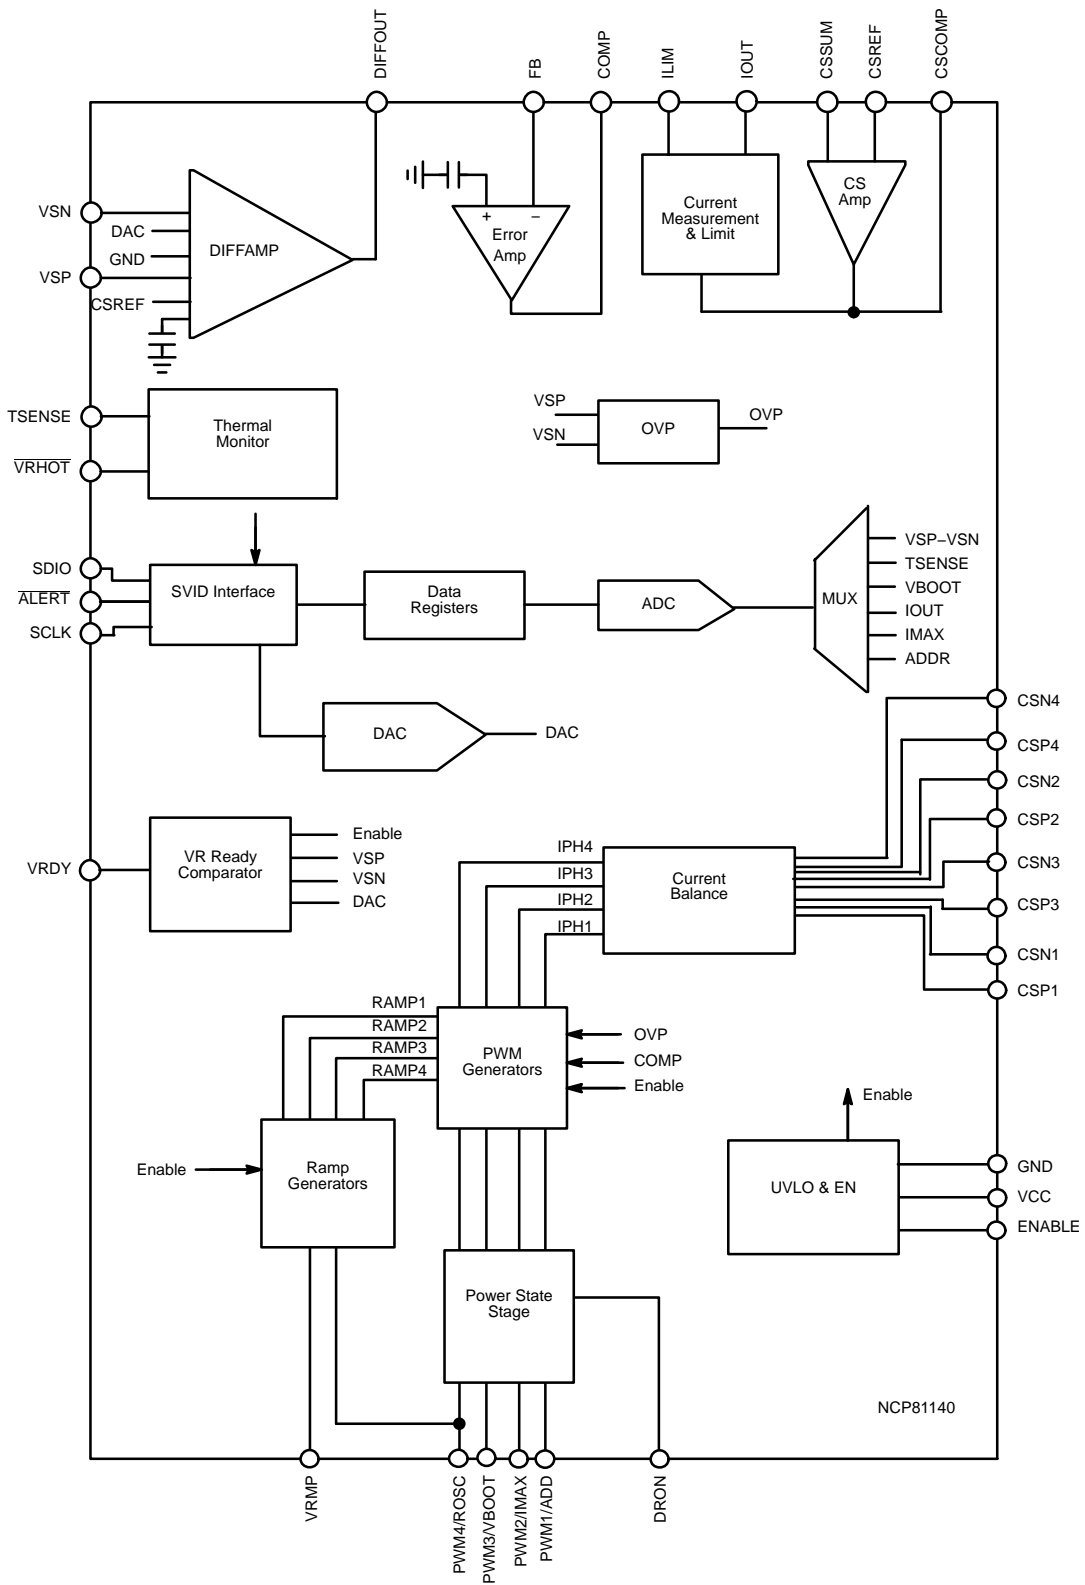 DIFFOUT
FB
COMP
ILIM
IOUT
CSSUM
CSREF
CSCOMP
VSN
DAC
GND
VSP
CSREF
DIFFAMP
+ −
Error
Amp
Current
Measurement
& Limit
CS
Amp
TSENSE
VRHOT
Thermal
Monitor
VSP
VSN
OVP
OVP
SDIO
ALERT
SCLK
SVID Interface
Data
Registers
ADC
MUX
VSP–VSN
TSENSE
VBOOT
IOUT
IMAX
ADDR
DAC
DAC
CSN4
CSP4
CSN2
CSP2
CSN3
CSP3
CSN1
CSP1
VRDY
VR Ready
Comparator
Enable
VSP
VSN
DAC
IPH4
IPH3
IPH2
IPH1
Current
Balance
RAMP1
RAMP2
RAMP3
RAMP4
PWM
Generators
OVP
COMP
Enable
Enable
Ramp
Generators
Enable
UVLO & EN
GND
VCC
ENABLE
Power State
Stage
NCP81140
VRMP
PWM4/ROSC
PWM3/VBOOT
PWM2/IMAX
PWM1/ADD
DRON